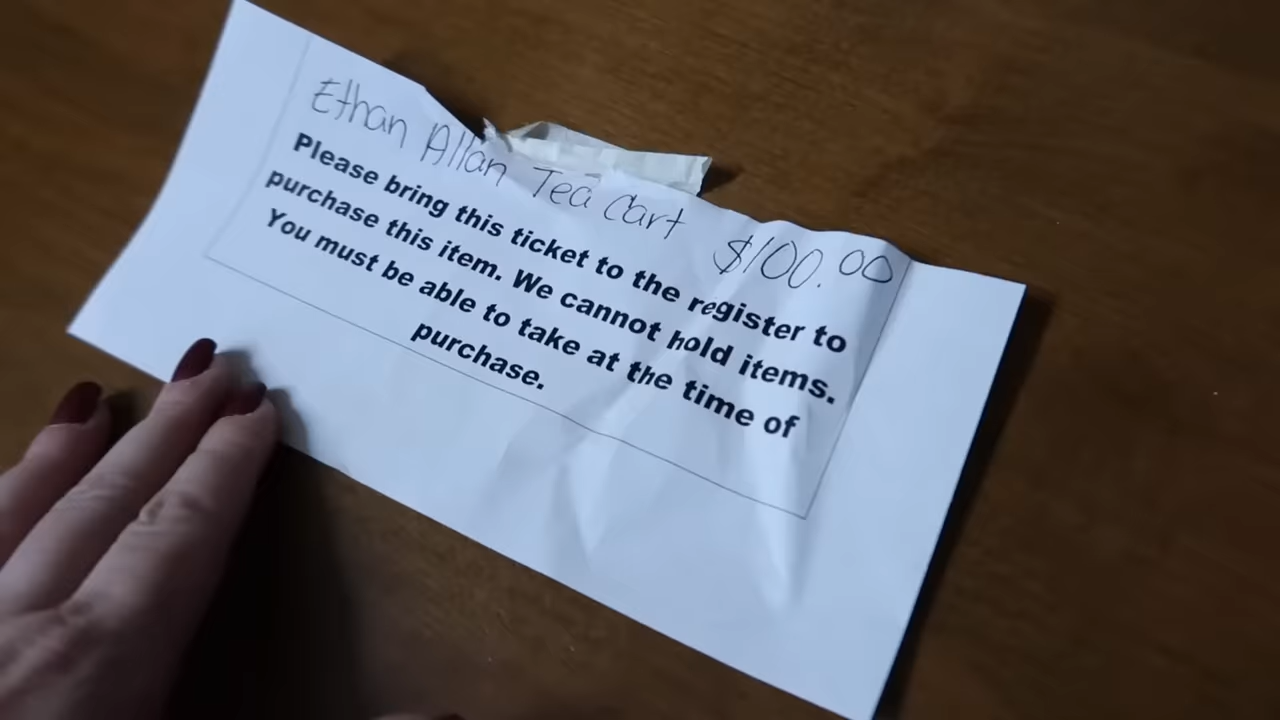 Ethan Allan Tea Cart $100.00
Please bring this ticket to the register to
purchase this item. We cannot hold items.
You must be able to take at the time of
purchase.